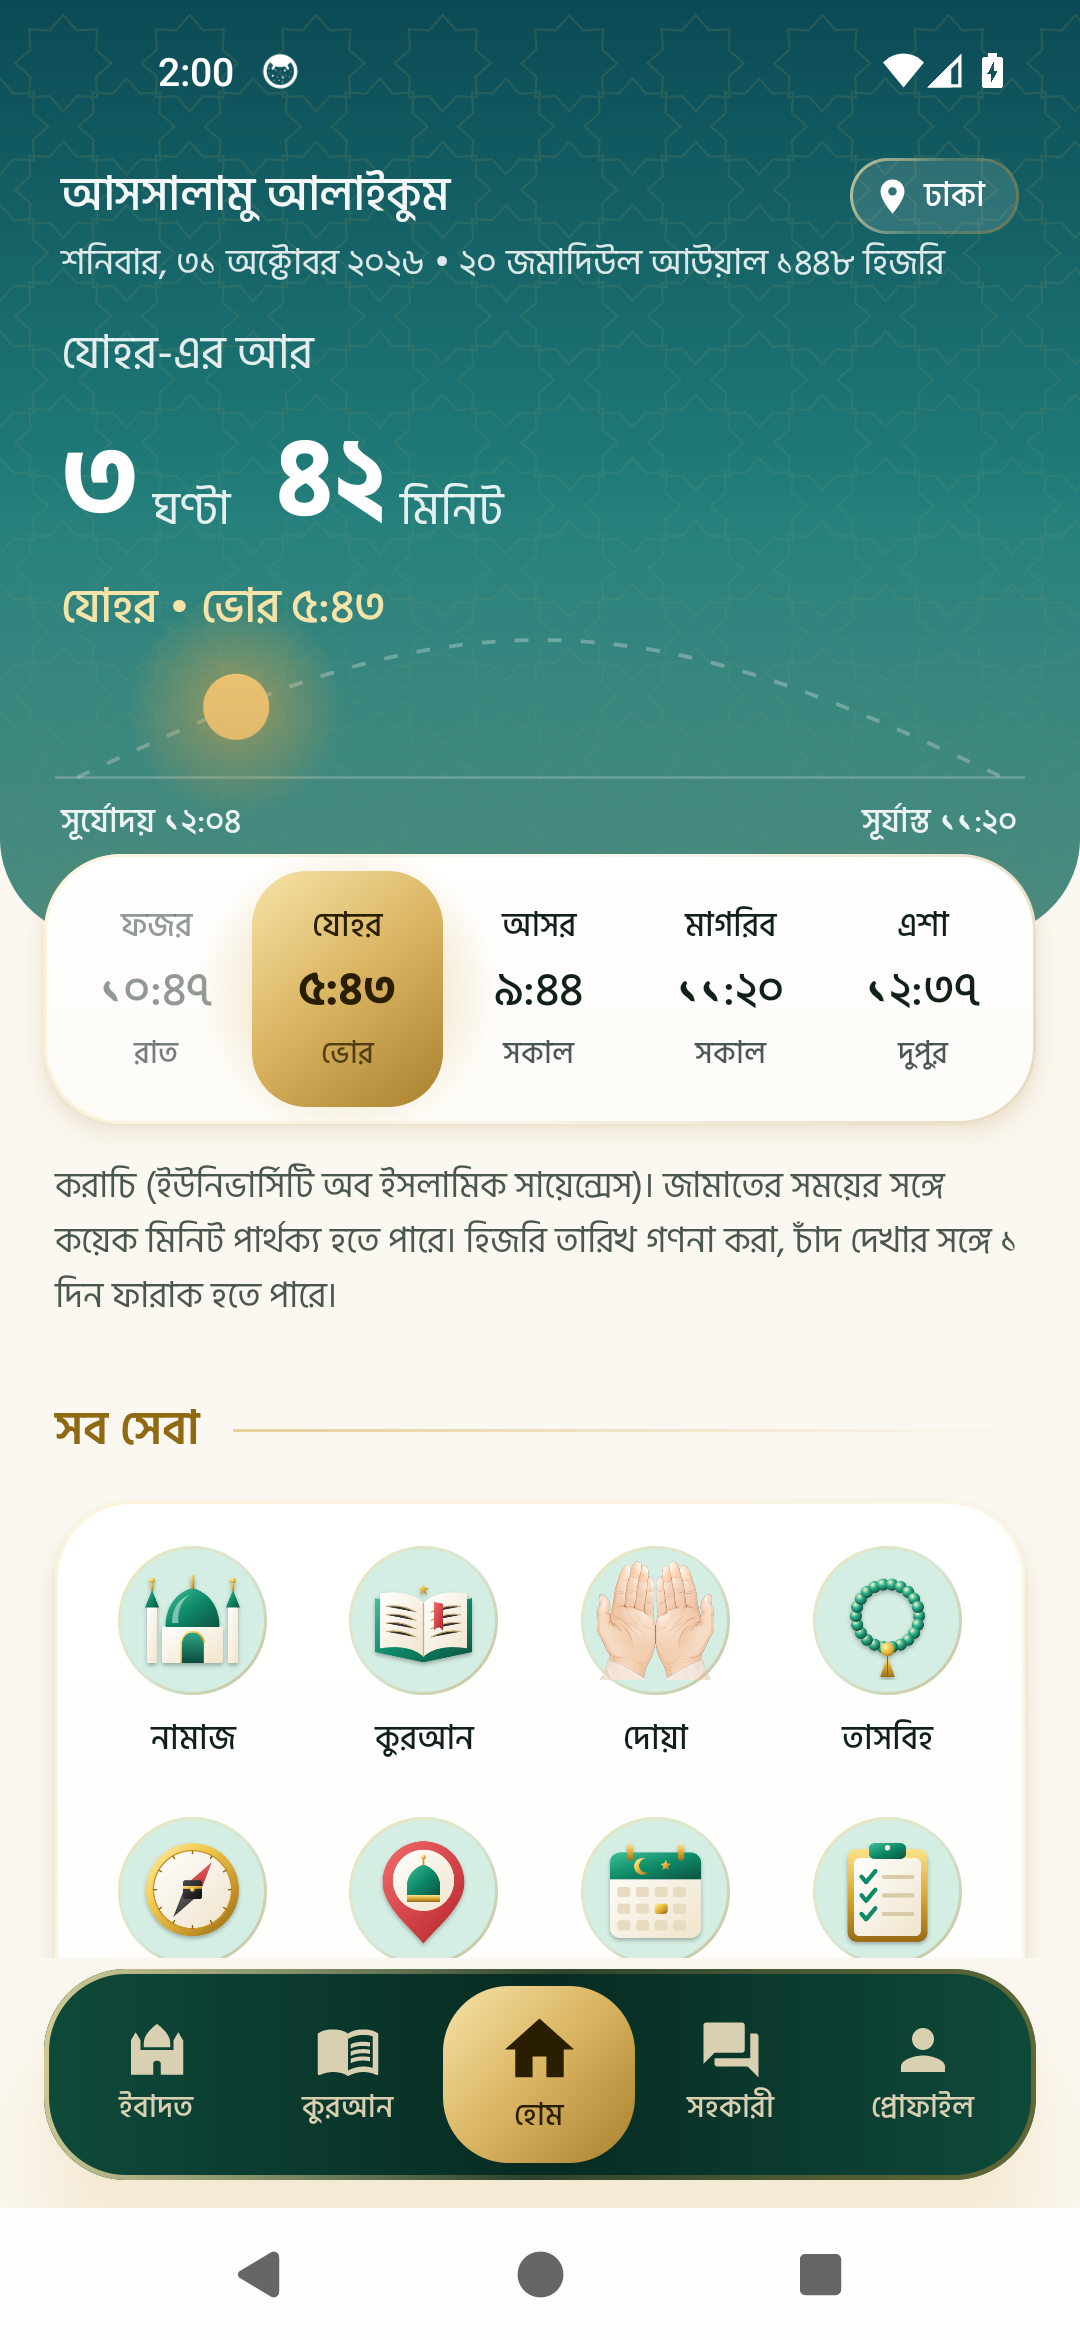 2:00
আসসালামু আলাইকুম
ঢাকা
শনিবার, ৩১ অক্টোবর ২০২৬ • ২০ জমাদিউল আউয়াল ১৪৪৮ হিজরি
যোহর-এর আর
৩ ঘণ্টা ৪২ মিনিট
যোহর • ভোর ৫:৪৩
সূর্যোদয় ১২:০৪
সূর্যাস্ত ১১:২০
ফজর যোহর আসর মাগরিব এশা
১০:৪৭ ৫:৪৩ ৯:৪৪ ১১:২০ ১২:৩৭
রাত ভোর সকাল সকাল দুপুর
করাচি (ইউনিভার্সিটি অব ইসলামিক সায়েন্সেস)। জামাতের সময়ের সঙ্গে
কয়েক মিনিট পার্থক্য হতে পারে। হিজরি তারিখ গণনা করা, চাঁদ দেখার সঙ্গে ১
দিন ফারাক হতে পারে।
সব সেবা
নামাজ কুরআন দোয়া তাসবিহ
ইবাদত কুরআন হোম সহকারী প্রোফাইল